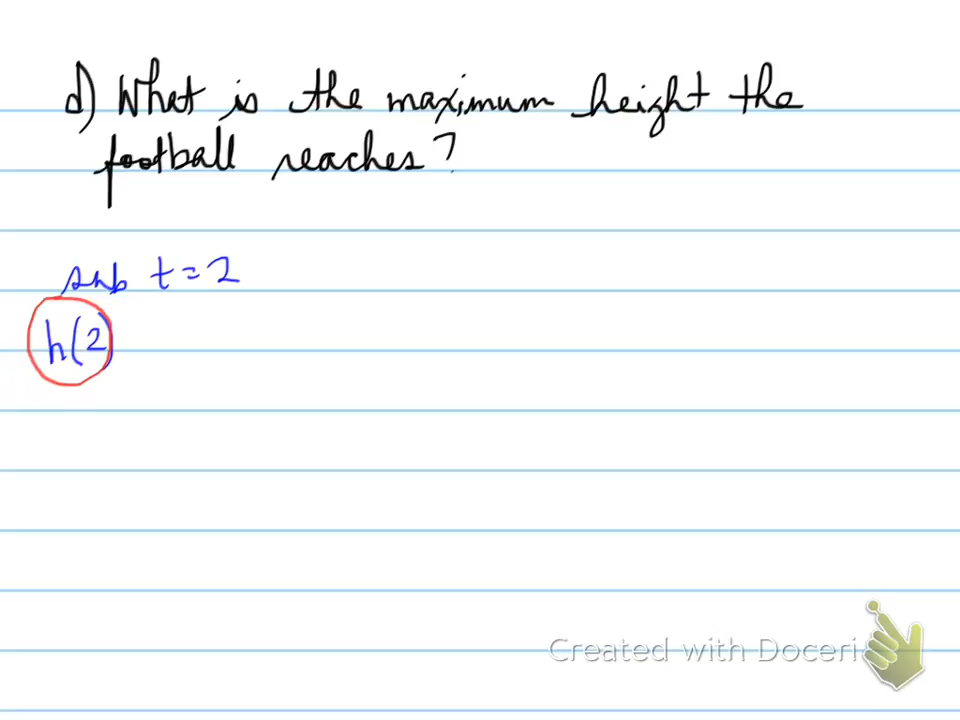 d) What is the maximum height the
football reaches?
sub t = 2
h(2)
Created with Doceri